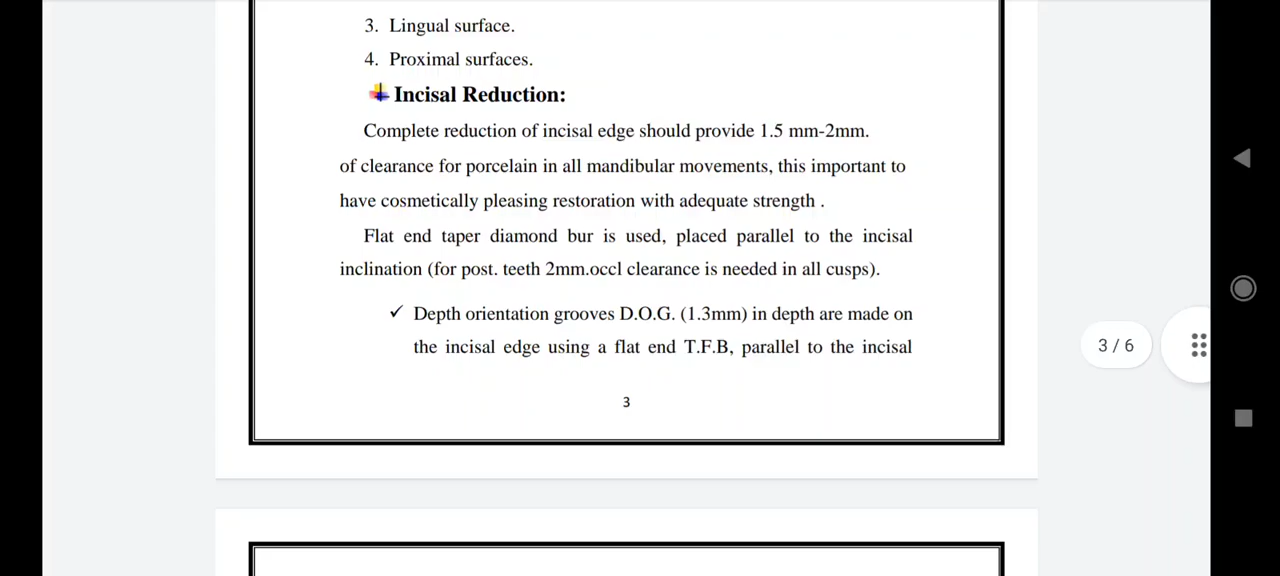 3. Lingual surface.
4. Proximal surfaces.
Incisal Reduction:
Complete reduction of incisal edge should provide 1.5 mm-2mm.
of clearance for porcelain in all mandibular movements, this important to
have cosmetically pleasing restoration with adequate strength .
Flat end taper diamond bur is used, placed parallel to the incisal
inclination (for post. teeth 2mm.occl clearance is needed in all cusps).
✓ Depth orientation grooves D.O.G. (1.3mm) in depth are made on
the incisal edge using a flat end T.F.B, parallel to the incisal
3 / 6
3